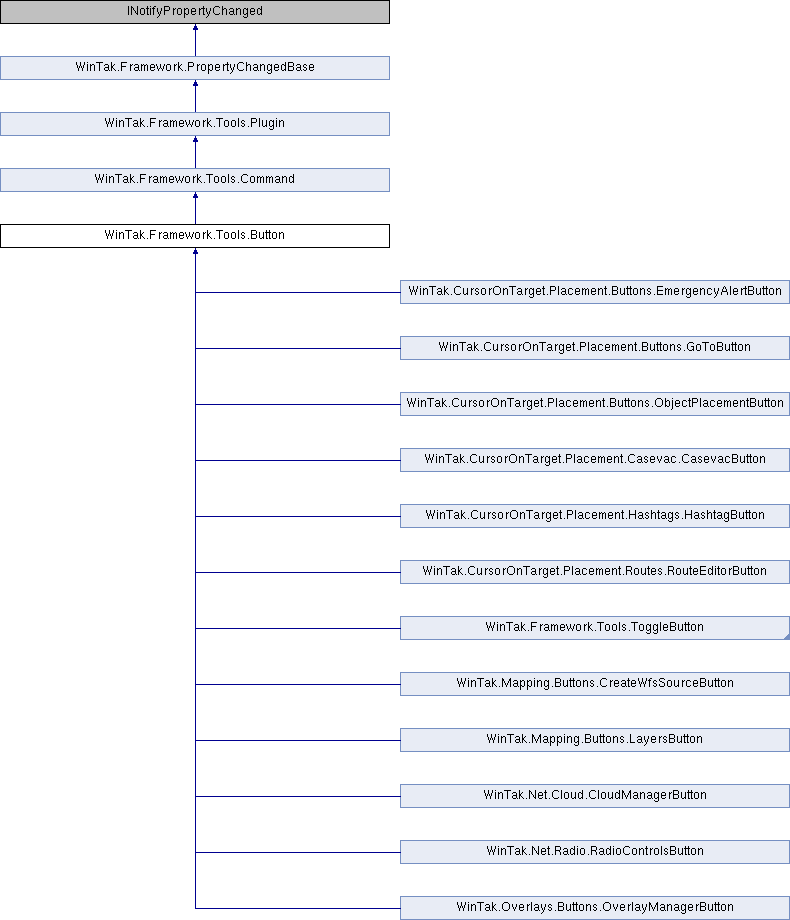 INotifyPropertyChanged
WinTak.Framework.PropertyChangedBase
WinTak.Framework.Tools.Plugin
WinTak.Framework.Tools.Command
WinTak.Framework.Tools.Button
WinTak.CursorOnTarget.Placement.Buttons.EmergencyAlertButton
WinTak.CursorOnTarget.Placement.Buttons.GoToButton
WinTak.CursorOnTarget.Placement.Buttons.ObjectPlacementButton
WinTak.CursorOnTarget.Placement.Casevac.CasevacButton
WinTak.CursorOnTarget.Placement.Hashtags.HashtagButton
WinTak.CursorOnTarget.Placement.Routes.RouteEditorButton
WinTak.Framework.Tools.ToggleButton
WinTak.Mapping.Buttons.CreateWfsSourceButton
WinTak.Mapping.Buttons.LayersButton
WinTak.Net.Cloud.CloudManagerButton
WinTak.Net.Radio.RadioControlsButton
WinTak.Overlays.Buttons.OverlayManagerButton